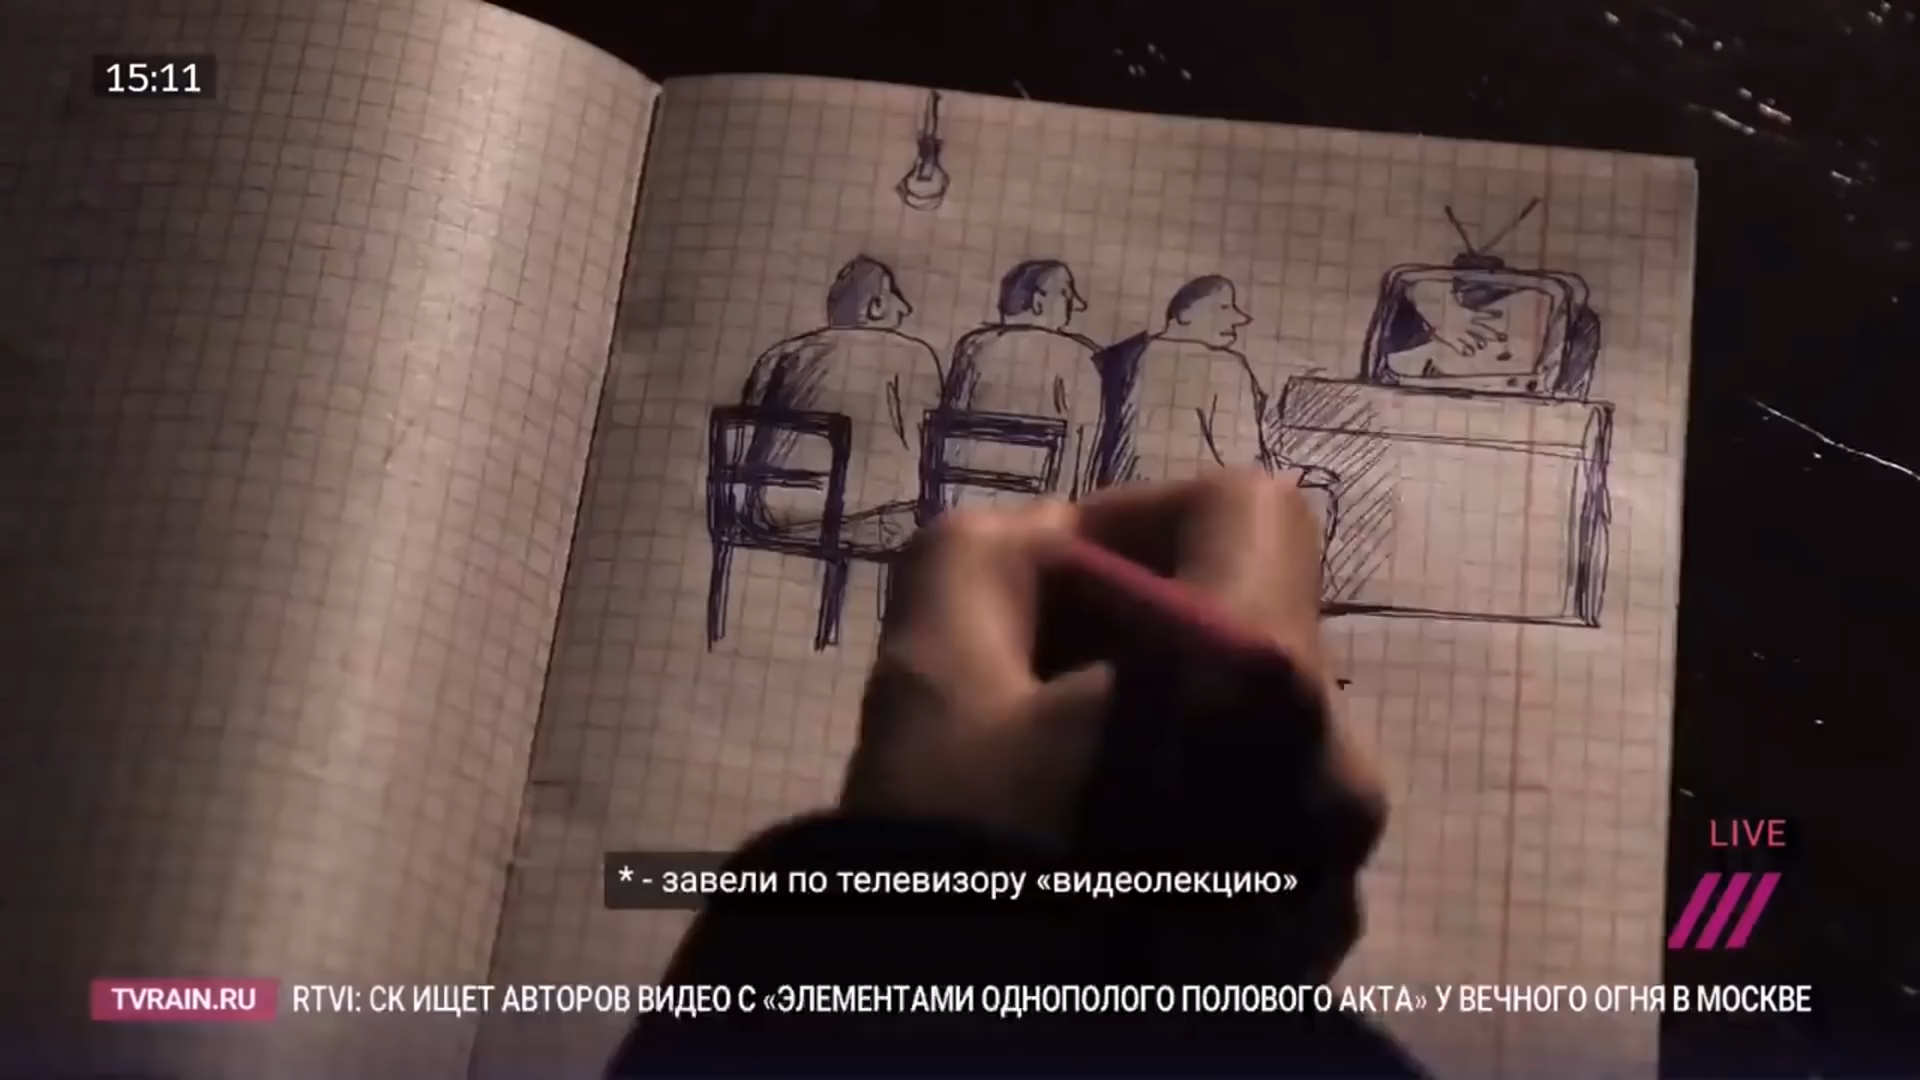 15:11
LIVE
* - завели по телевизору «видеолекцию»
TVRAIN.RU
RTVI: СК ИЩЕТ АВТОРОВ ВИДЕО С «ЭЛЕМЕНТАМИ ОДНОПОЛОГО ПОЛОВОГО АКТА» У ВЕЧНОГО ОГНЯ В МОСКВЕ